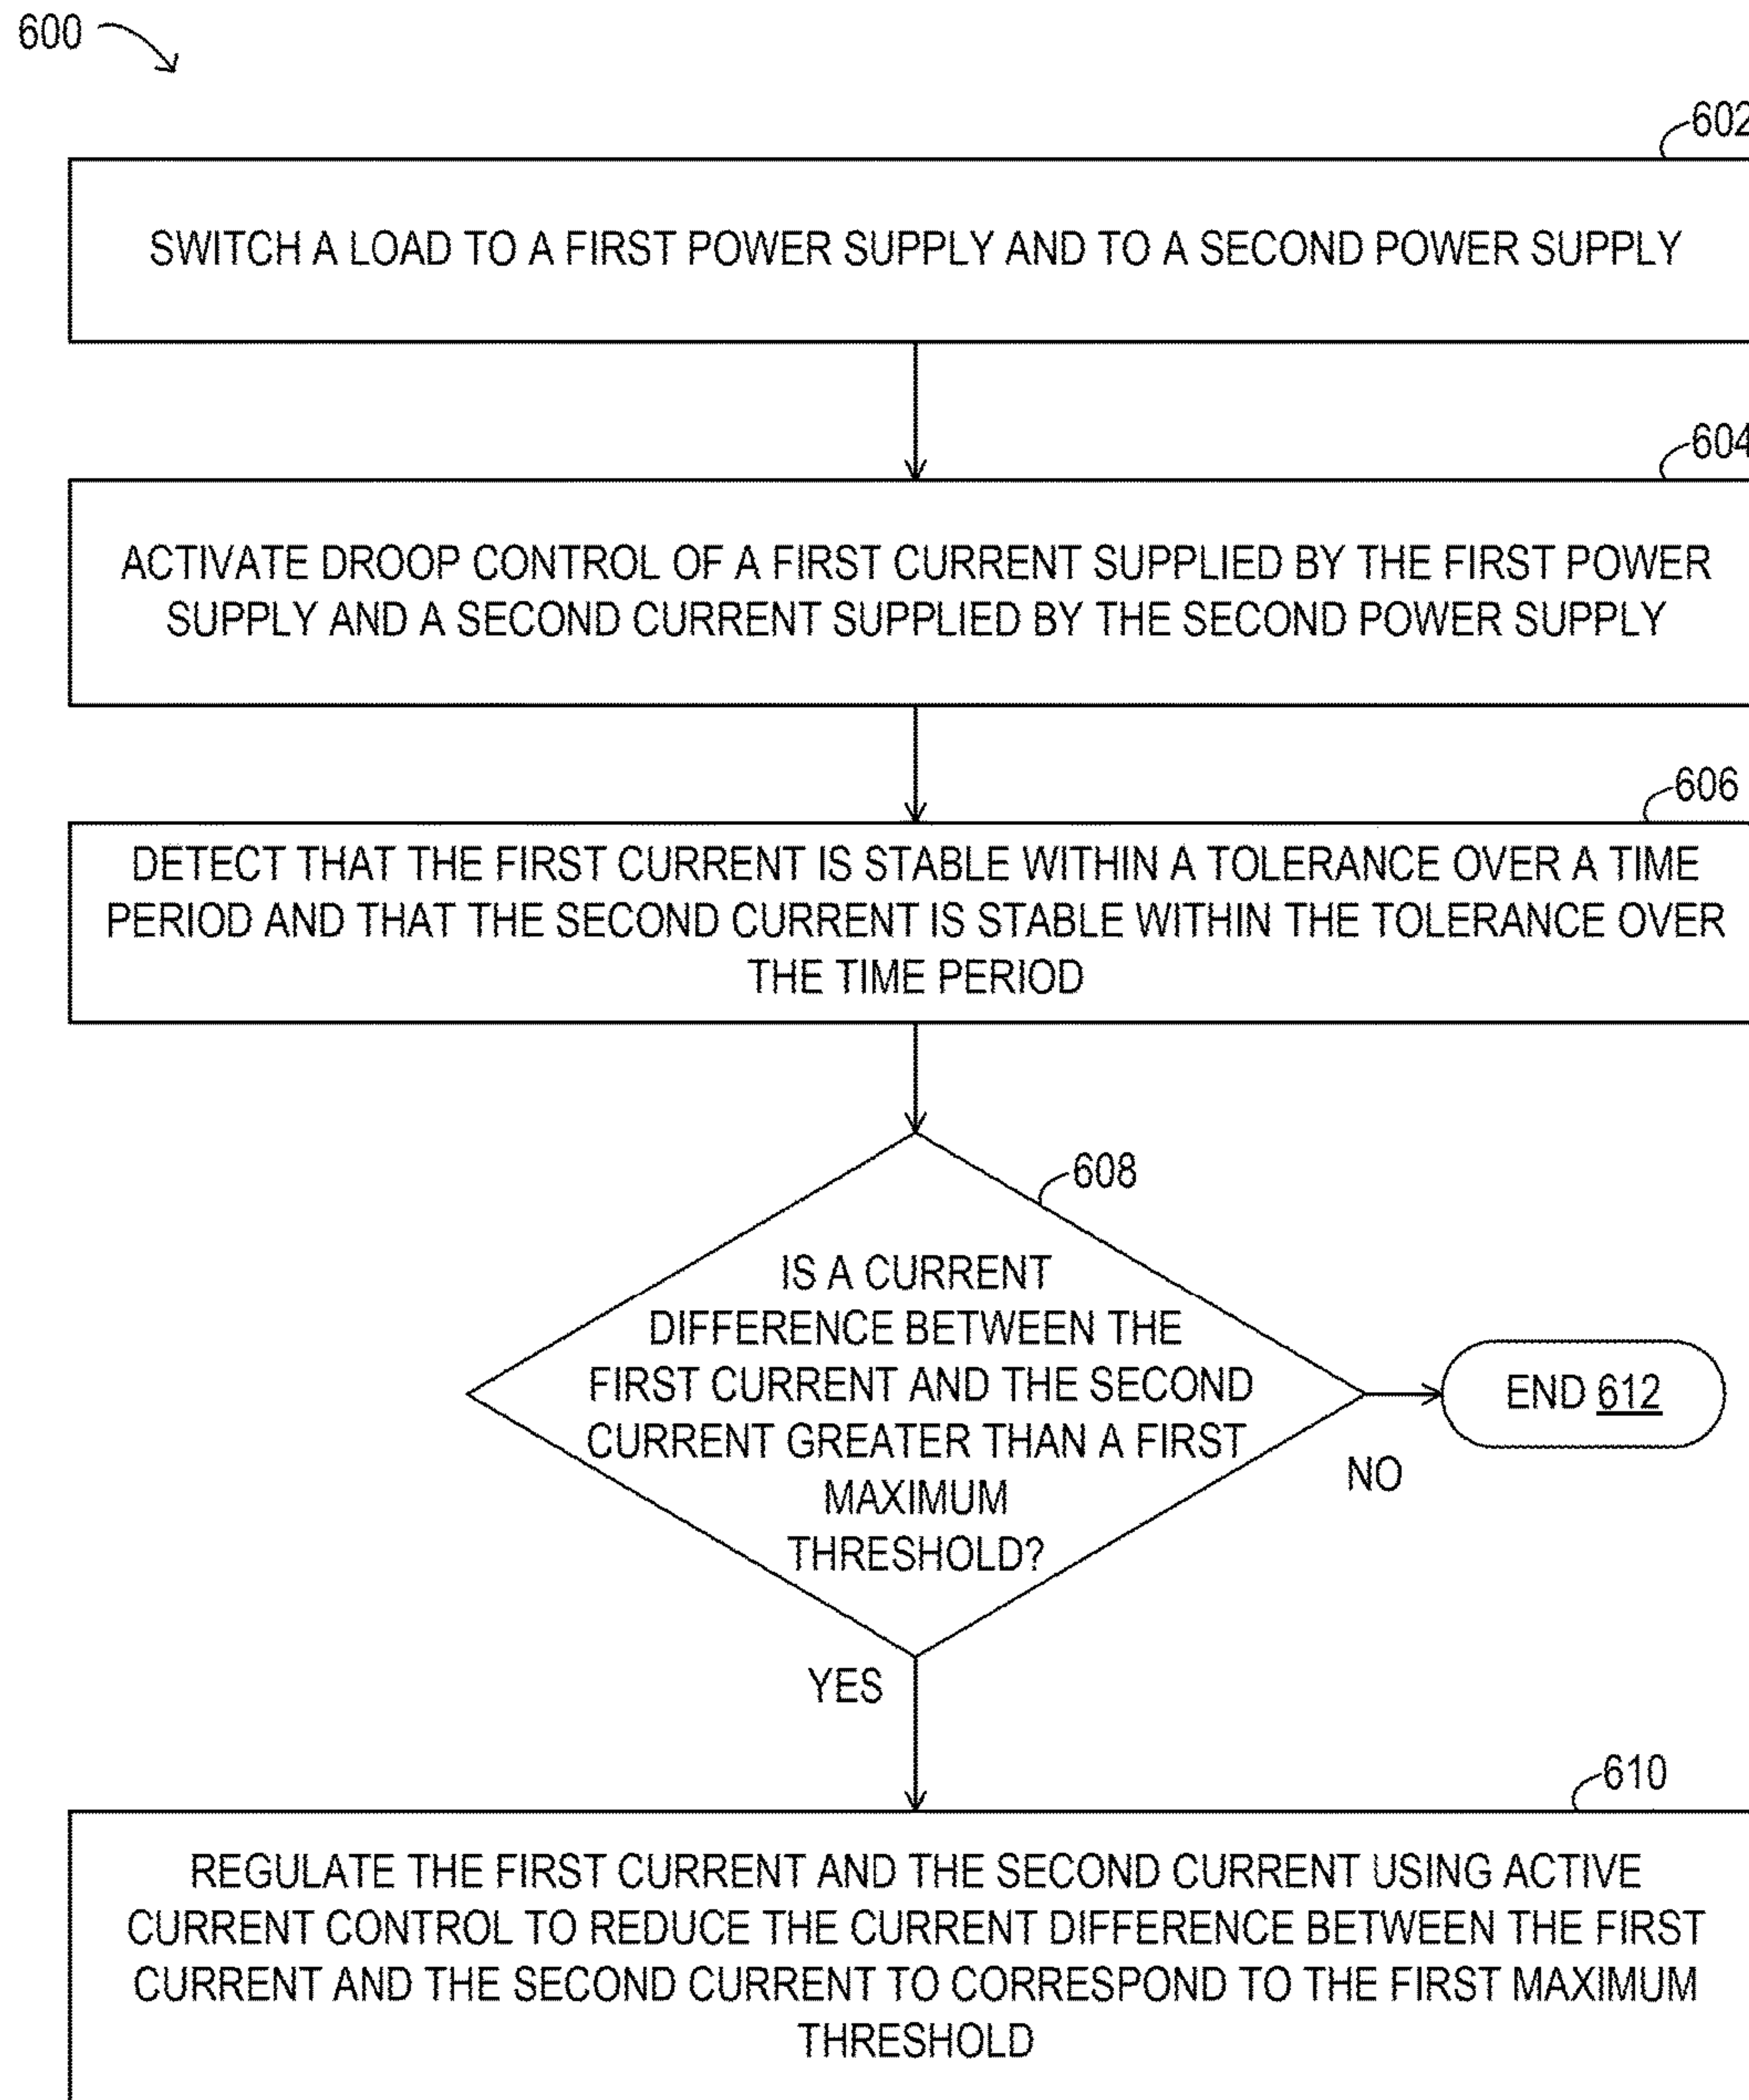 600
602
SWITCH A LOAD TO A FIRST POWER SUPPLY AND TO A SECOND POWER SUPPLY
604
ACTIVATE DROOP CONTROL OF A FIRST CURRENT SUPPLIED BY THE FIRST POWER
SUPPLY AND A SECOND CURRENT SUPPLIED BY THE SECOND POWER SUPPLY
606
DETECT THAT THE FIRST CURRENT IS STABLE WITHIN A TOLERANCE OVER A TIME
PERIOD AND THAT THE SECOND CURRENT IS STABLE WITHIN THE TOLERANCE OVER
THE TIME PERIOD
608
IS A CURRENT
DIFFERENCE BETWEEN THE
FIRST CURRENT AND THE SECOND
CURRENT GREATER THAN A FIRST
MAXIMUM
THRESHOLD?
END 612
NO
YES
610
REGULATE THE FIRST CURRENT AND THE SECOND CURRENT USING ACTIVE
CURRENT CONTROL TO REDUCE THE CURRENT DIFFERENCE BETWEEN THE FIRST
CURRENT AND THE SECOND CURRENT TO CORRESPOND TO THE FIRST MAXIMUM
THRESHOLD